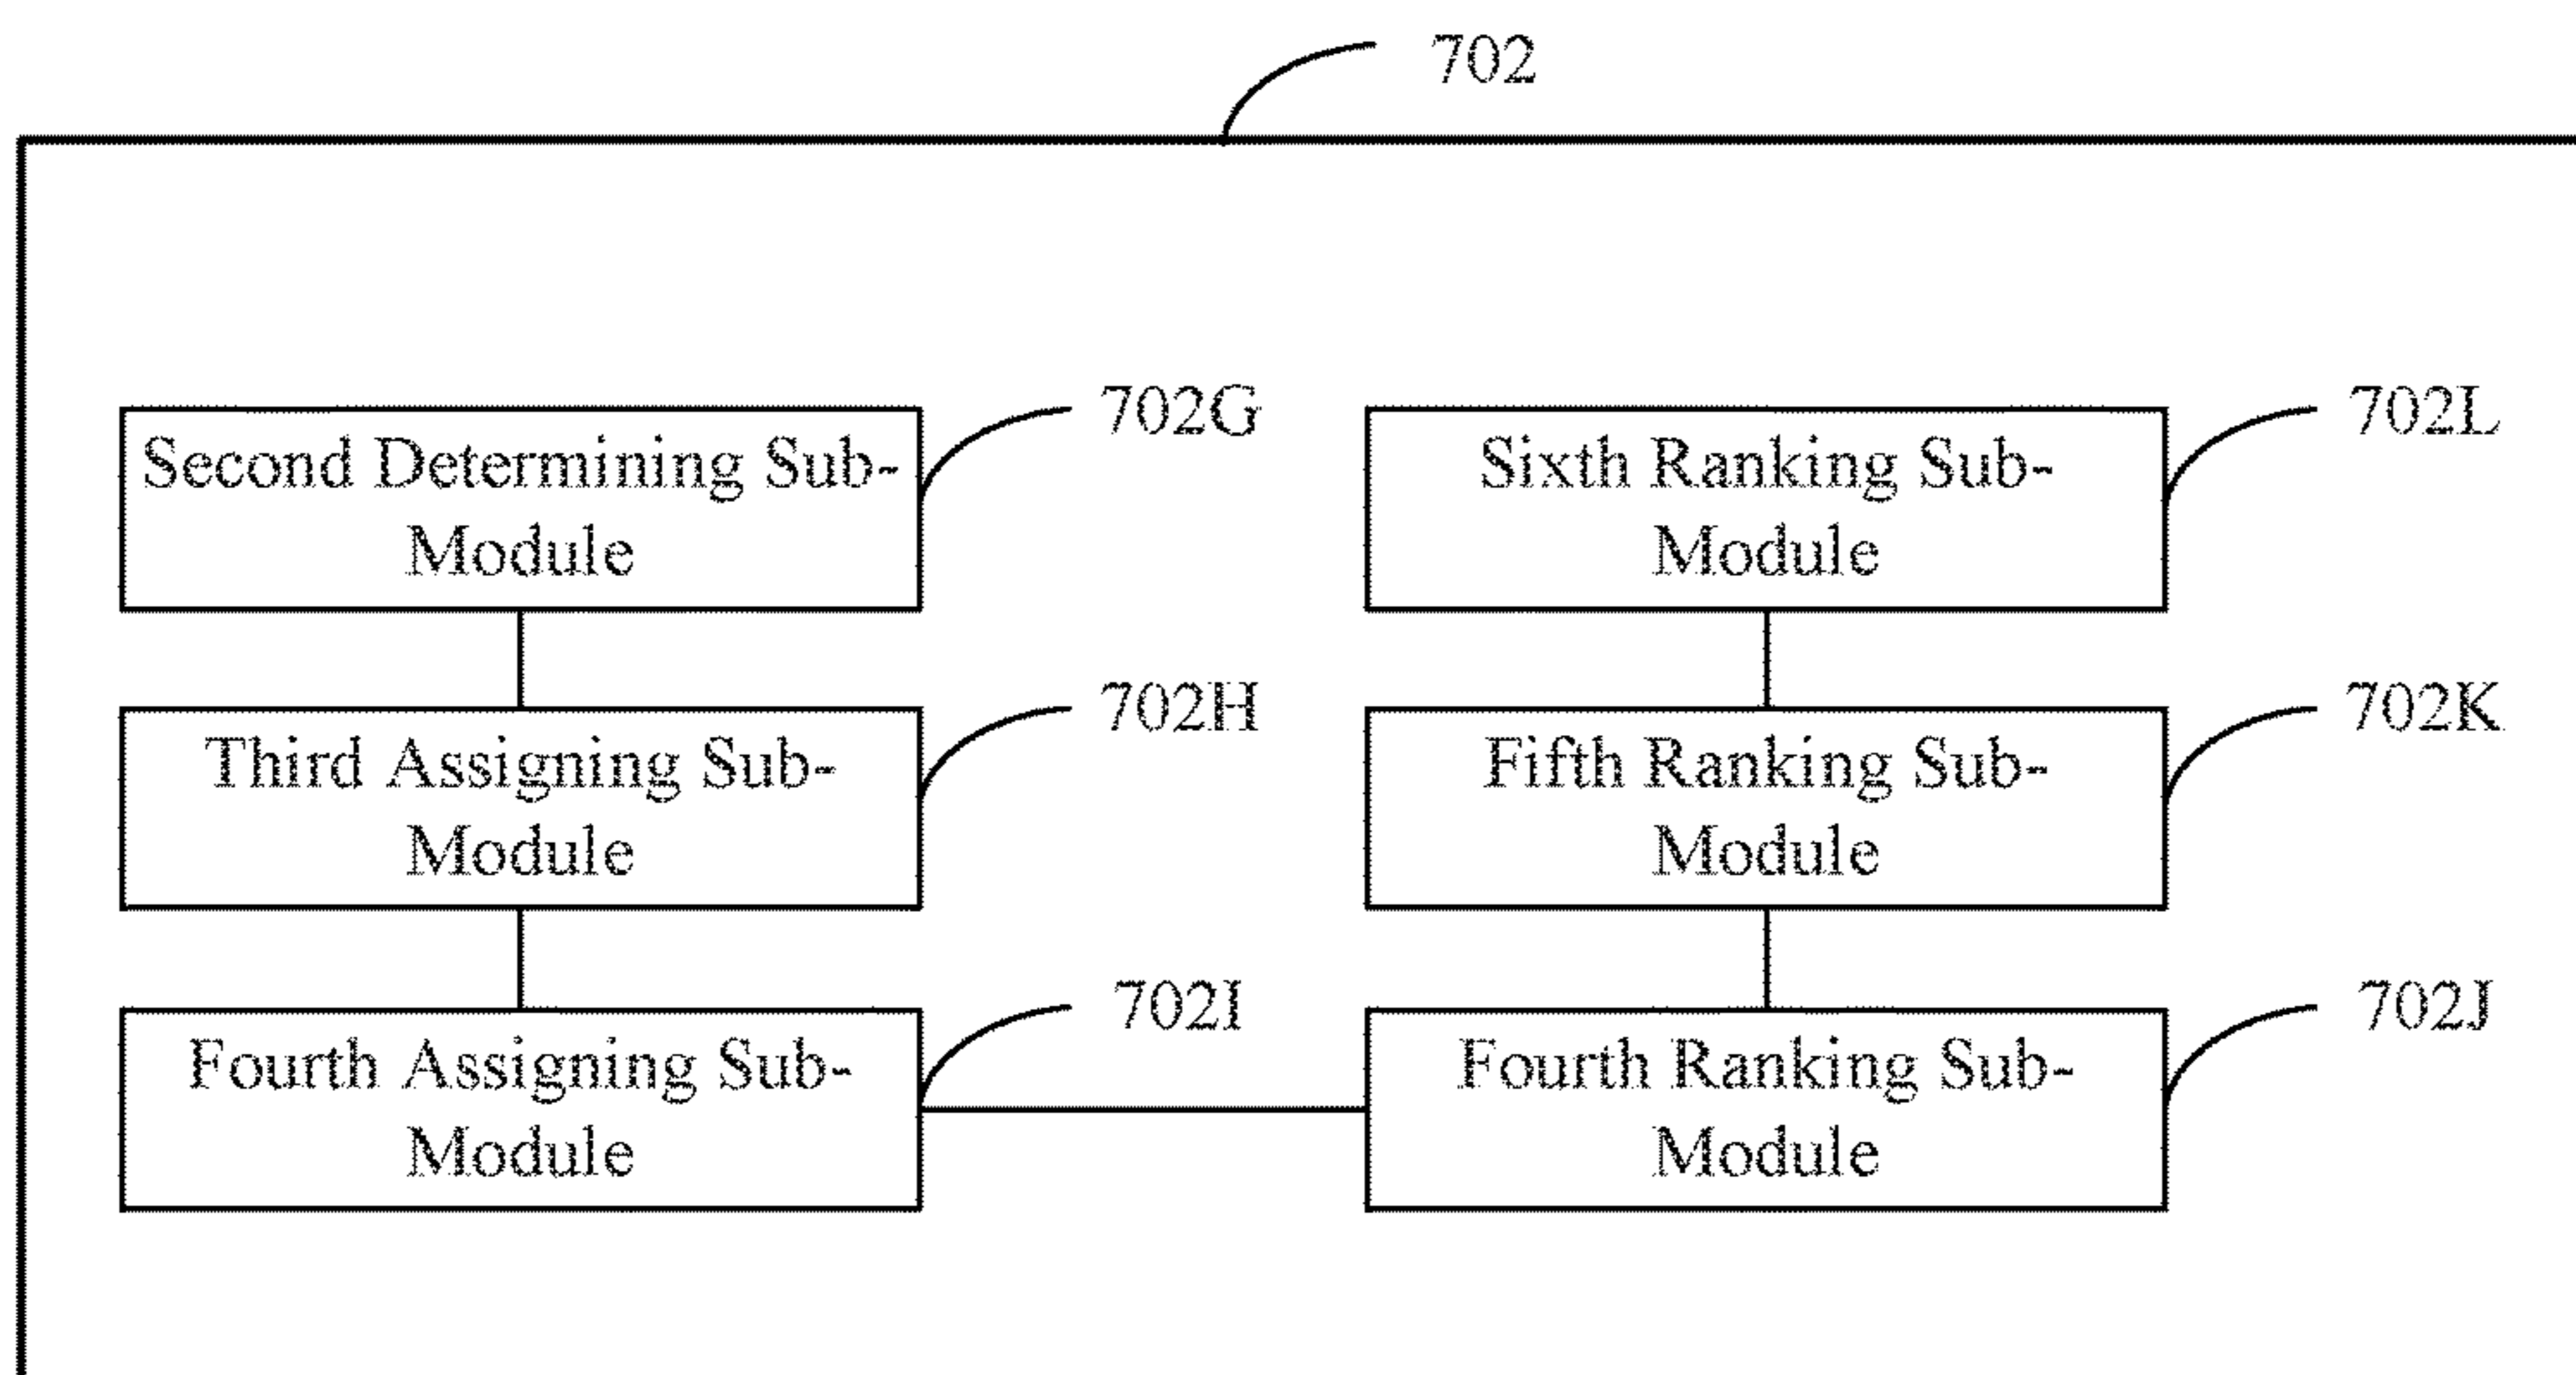 702
Second Determining Sub-
Module
702G
Third Assigning Sub-
Module
702H
Fourth Assigning Sub-
Module
702I
Sixth Ranking Sub-
Module
702L
Fifth Ranking Sub-
Module
702K
Fourth Ranking Sub-
Module
702J